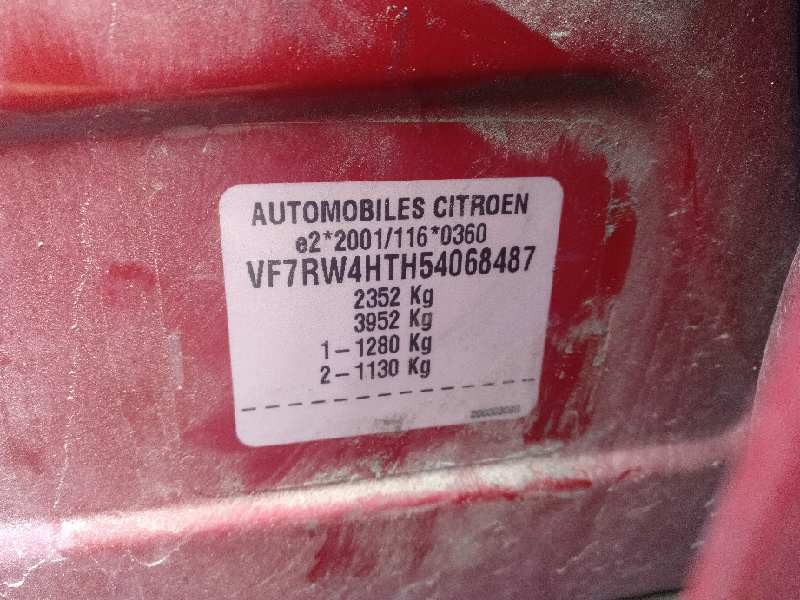 AUTOMOBILES CITROEN
e2*2001/116*0360
VF7RW4HTH54068487
2352 Kg
3952 Kg
1-1280 Kg
2-1130 Kg